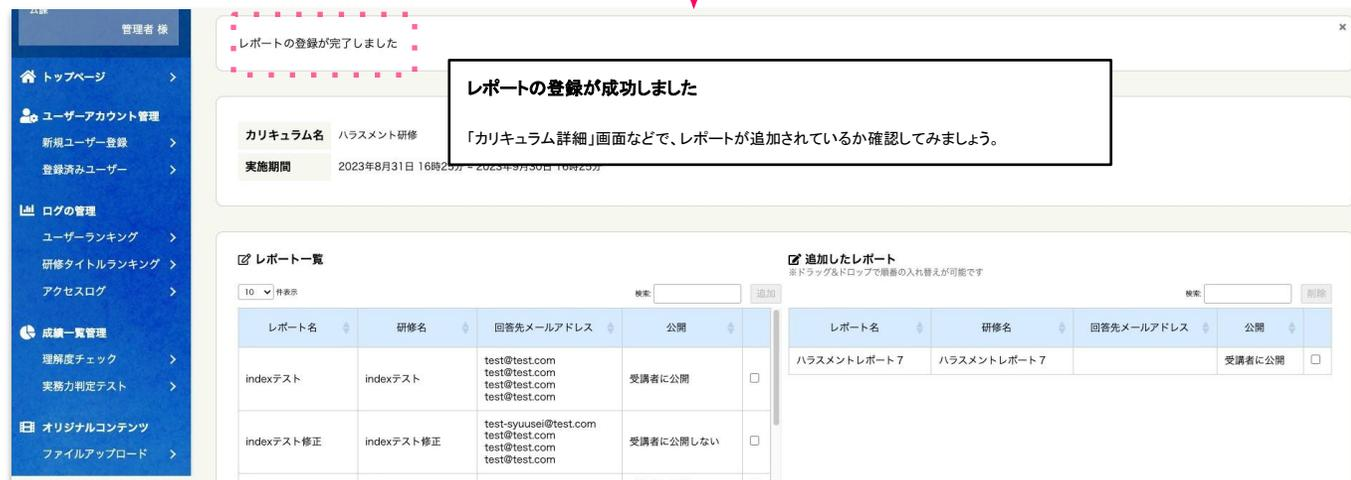 管理者 様
トップページ
ユーザーアカウント管理
新規ユーザー登録
登録済みユーザー
ログの管理
ユーザーランキング
研修タイトルランキング
アクセスログ
成績一覧管理
理解度チェック
実務力判定テスト
オリジナルコンテンツ
ファイルアップロード
レポートの登録が完了しました
×
レポートの登録が成功しました
「カリキュラム詳細」画面などで、レポートが追加されているか確認してみましょう。
カリキュラム名 ハラスメント研修
実施期間 2023年8月31日 16時25分 ~ 2023年9月30日 16時25分
レポート一覧
10 件表示 検索: 追加
レポート名 研修名 回答先メールアドレス 公開
indexテスト indexテスト test@test.com
test@test.com
test@test.com
test@test.com
受講者に公開
indexテスト修正 indexテスト修正 test-syuusei@test.com
test@test.com
test@test.com
test@test.com
受講者に公開しない
追加したレポート
※ドラッグ&ドロップで順番の入れ替えが可能です
検索: 削除
レポート名 研修名 回答先メールアドレス 公開
ハラスメントレポート7 ハラスメントレポート7 受講者に公開